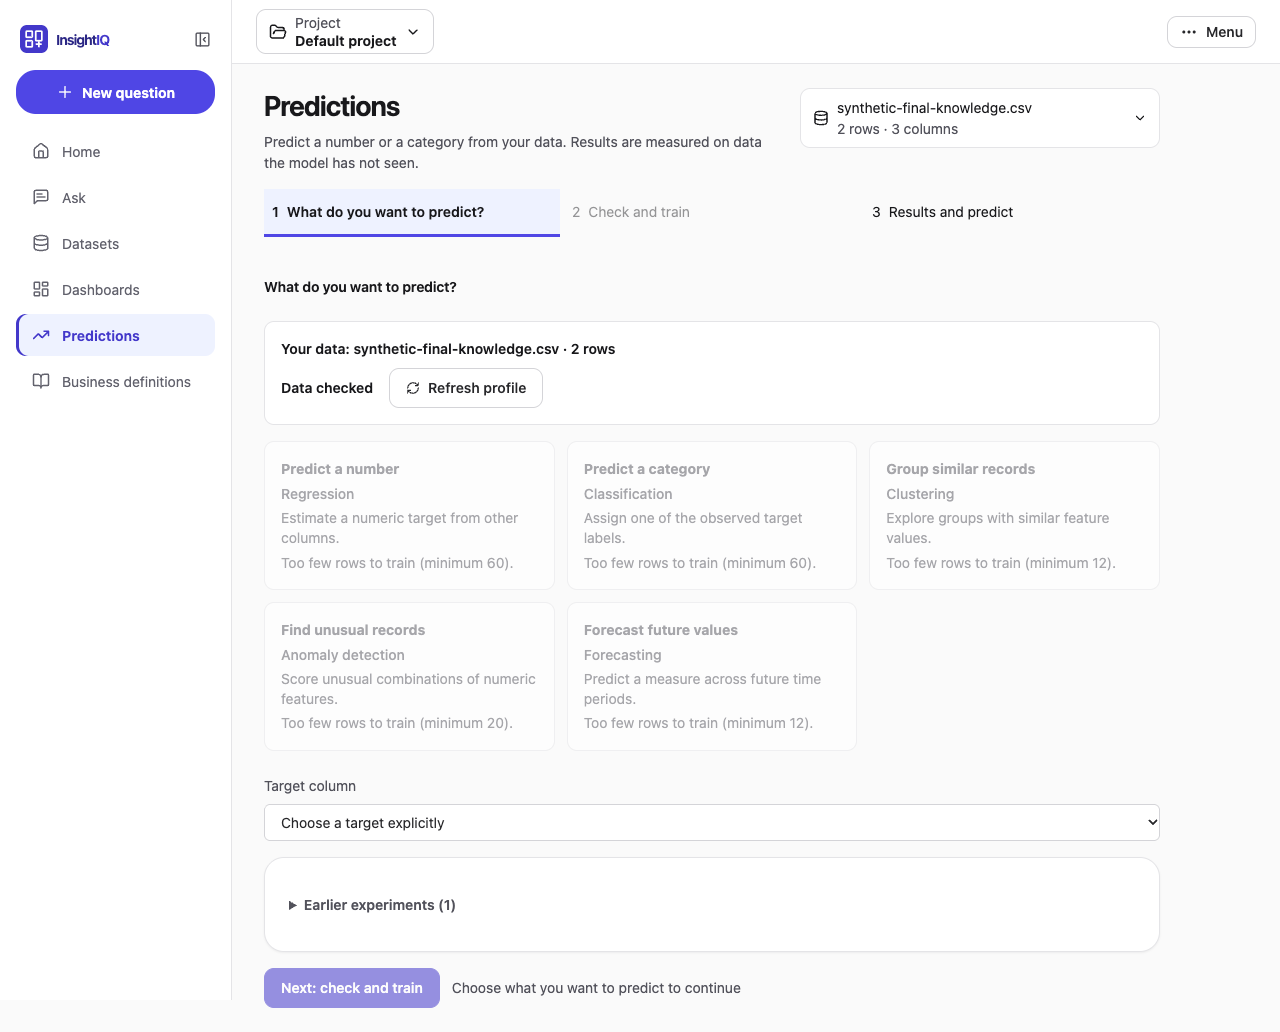 InsightIQ
New question
Home
Ask
Datasets
Dashboards
Predictions
Business definitions
Project
Default project
Menu
Predictions
Predict a number or a category from your data. Results are measured on data
the model has not seen.
synthetic-final-knowledge.csv
2 rows · 3 columns
1 What do you want to predict?
2 Check and train
3 Results and predict
What do you want to predict?
Your data: synthetic-final-knowledge.csv · 2 rows
Data checked
Refresh profile
Predict a number
Regression
Estimate a numeric target from other
columns.
Too few rows to train (minimum 60).
Predict a category
Classification
Assign one of the observed target
labels.
Too few rows to train (minimum 60).
Group similar records
Clustering
Explore groups with similar feature
values.
Too few rows to train (minimum 12).
Find unusual records
Anomaly detection
Score unusual combinations of numeric
features.
Too few rows to train (minimum 20).
Forecast future values
Forecasting
Predict a measure across future time
periods.
Too few rows to train (minimum 12).
Target column
Choose a target explicitly
Earlier experiments (1)
Next: check and train
Choose what you want to predict to continue